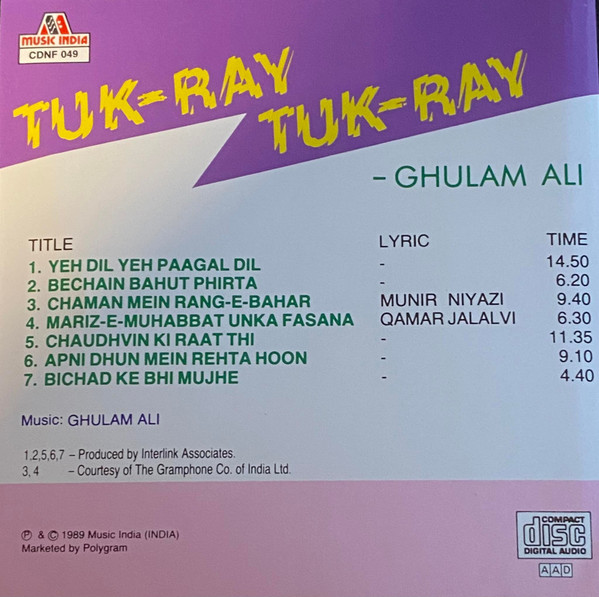 MUSIC INDIA
CDNF 049
TUK-RAY
TUK-RAY
– GHULAM ALI
TITLE LYRIC TIME
1. YEH DIL YEH PAAGAL DIL - 14.50
2. BECHAIN BAHUT PHIRTA - 6.20
3. CHAMAN MEIN RANG-E-BAHAR MUNIR NIYAZI 9.40
4. MARIZ-E-MUHABBAT UNKA FASANA QAMAR JALALVI 6.30
5. CHAUDHVIN KI RAAT THI - 11.35
6. APNI DHUN MEIN REHTA HOON - 9.10
7. BICHAD KE BHI MUJHE - 4.40
Music: GHULAM ALI
1,2,5,6,7 – Produced by Interlink Associates.
3, 4 – Courtesy of The Gramphone Co. of India Ltd.
℗ & © 1989 Music India (INDIA)
Marketed by Polygram
COMPACT
disc
DIGITAL AUDIO
AAD